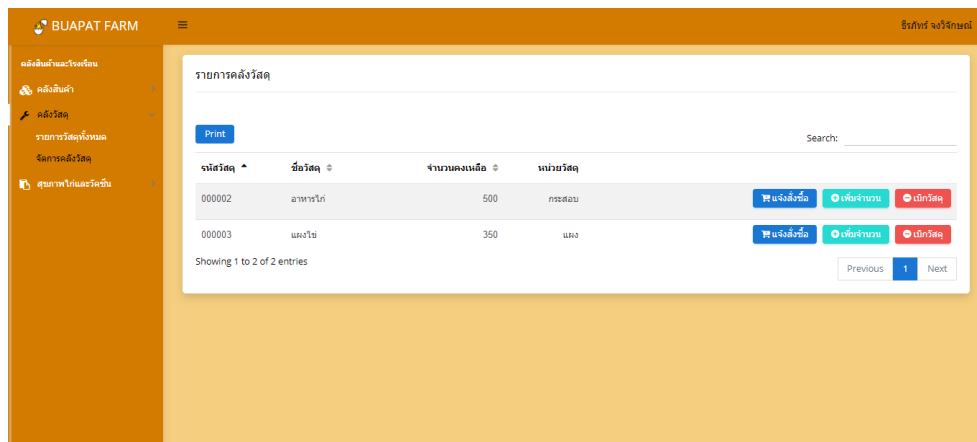 BUAPAT FARM
ธีรภัทร์ จงวิจักษณ์
คลังสินค้าและโรงเรือน
คลังสินค้า
คลังวัสดุ
รายการวัสดุทั้งหมด
จัดการคลังวัสดุ
สุขภาพไก่และวัคซีน
รายการคลังวัสดุ
Print
Search:
รหัสวัสดุ ชื่อวัสดุ จำนวนคงเหลือ หน่วยวัสดุ
000002 อาหารไก่ 500 กระสอบ แจ้งสั่งซื้อ เพิ่มจำนวน เบิกวัสดุ
000003 แผงไข่ 350 แผง แจ้งสั่งซื้อ เพิ่มจำนวน เบิกวัสดุ
Showing 1 to 2 of 2 entries
Previous 1 Next